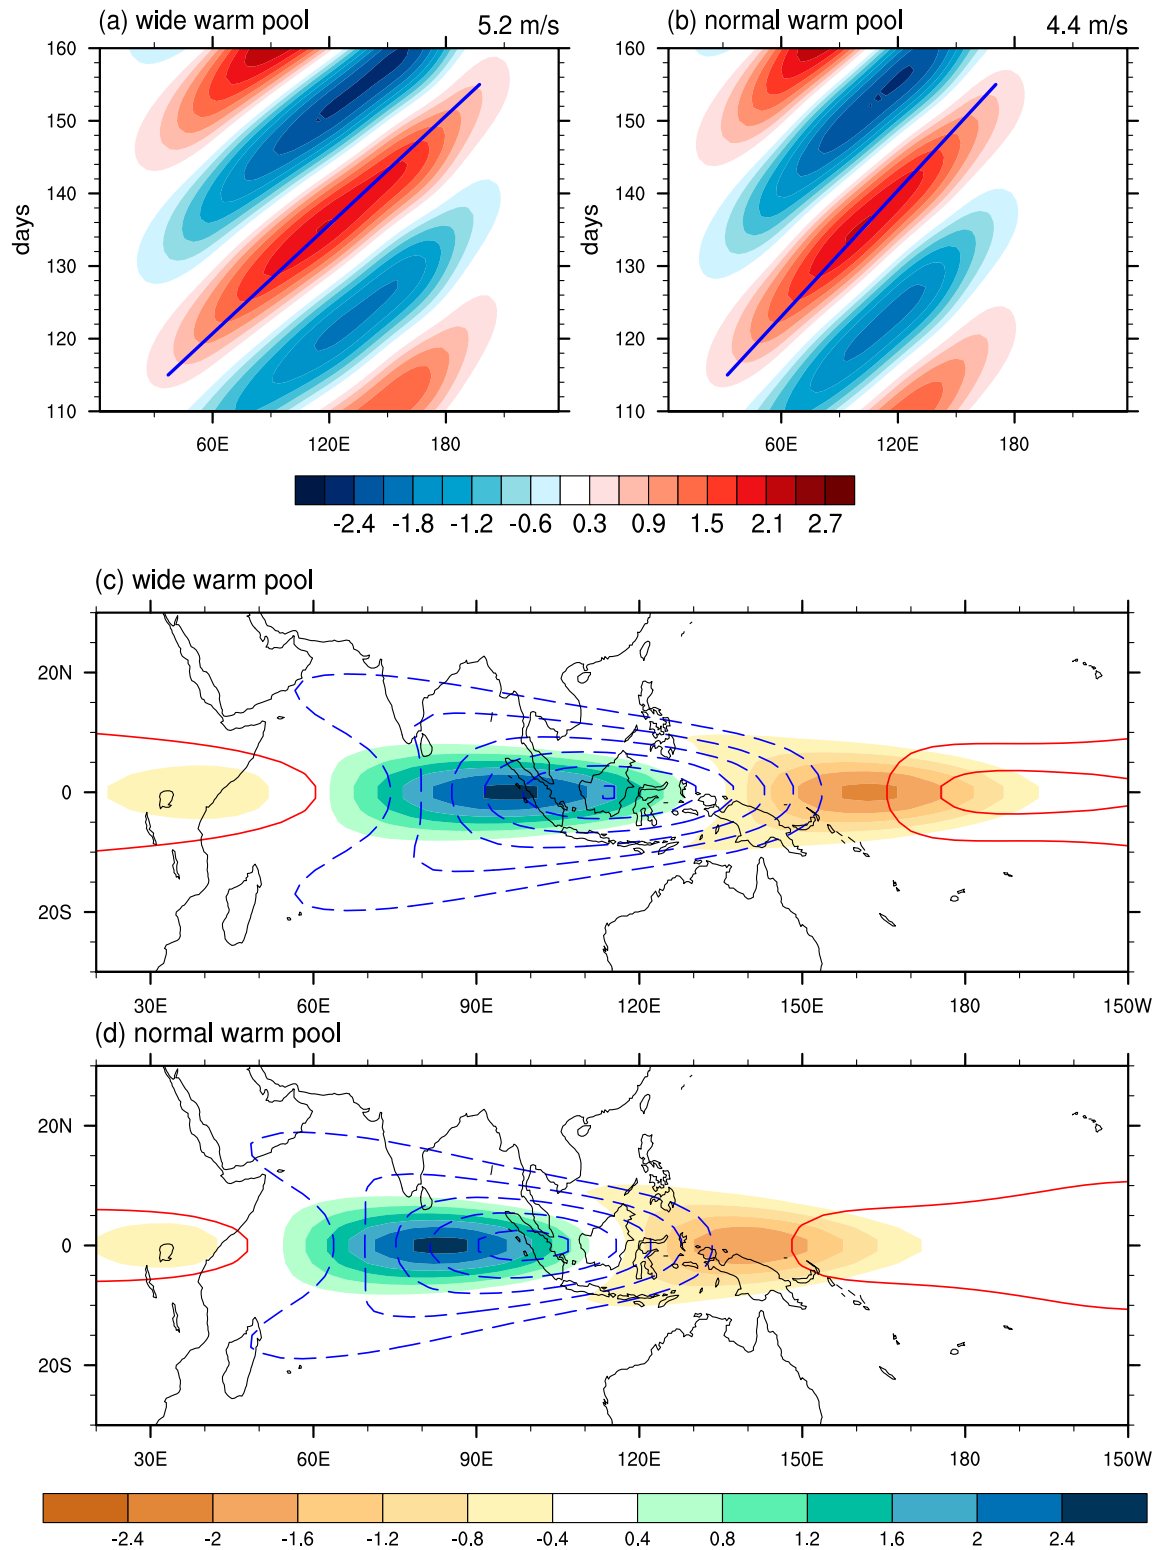 (a) wide warm pool 5.2 m/s
(b) normal warm pool 4.4 m/s
160
150
140
130
120
110
days
60E 120E 180
160
150
140
130
120
110
days
60E 120E 180
-2.4 -1.8 -1.2 -0.6 0.3 0.9 1.5 2.1 2.7
(c) wide warm pool
20N
0
20S
30E 60E 90E 120E 150E 180 150W
(d) normal warm pool
20N
0
20S
30E 60E 90E 120E 150E 180 150W
-2.4 -2 -1.6 -1.2 -0.8 -0.4 0.4 0.8 1.2 1.6 2 2.4